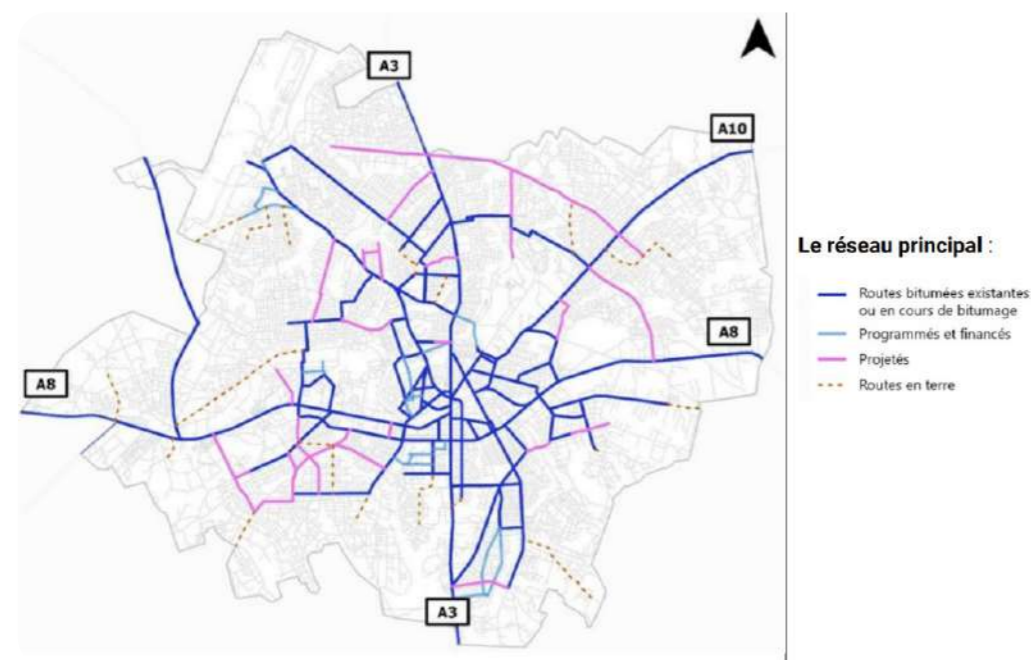 A3
A10
A8
A8
A3
Le réseau principal :
Routes bitumées existantes
ou en cours de bitumage
Programmés et financés
Projetés
Routes en terre